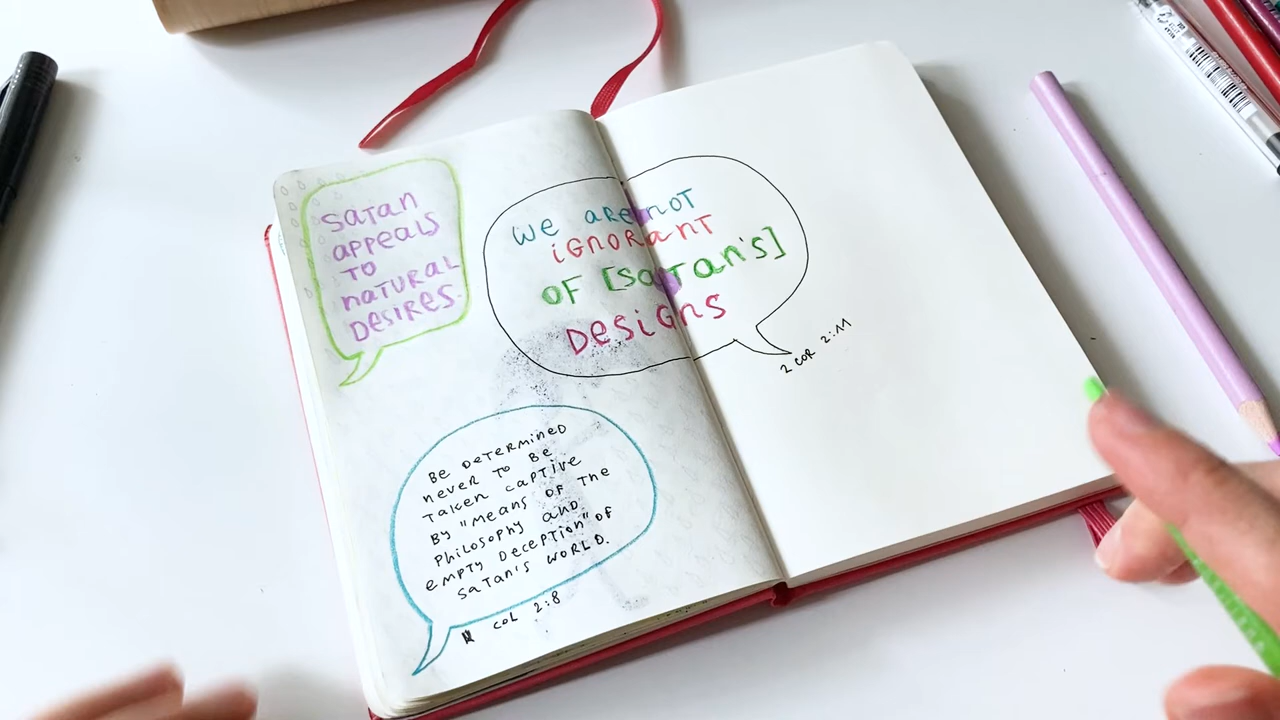 SATAN
APPEALS
TO
NATURAL
DESIRES.
WE ARE NOT
IGNORANT
OF [SATAN'S]
DESIGNS
2 COR 2:11
BE DETERMINED
NEVER TO BE
TAKEN CAPTIVE
BY "MEANS OF THE
PHILOSOPHY AND
EMPTY DECEPTION" OF
SATAN'S WORLD.
COL 2:8